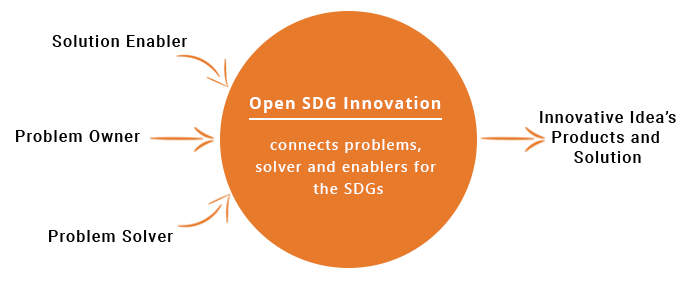 Solution Enabler
Problem Owner
Problem Solver
Open SDG Innovation
connects problems,
solver and enablers for
the SDGs
Innovative Idea's
Products and
Solution